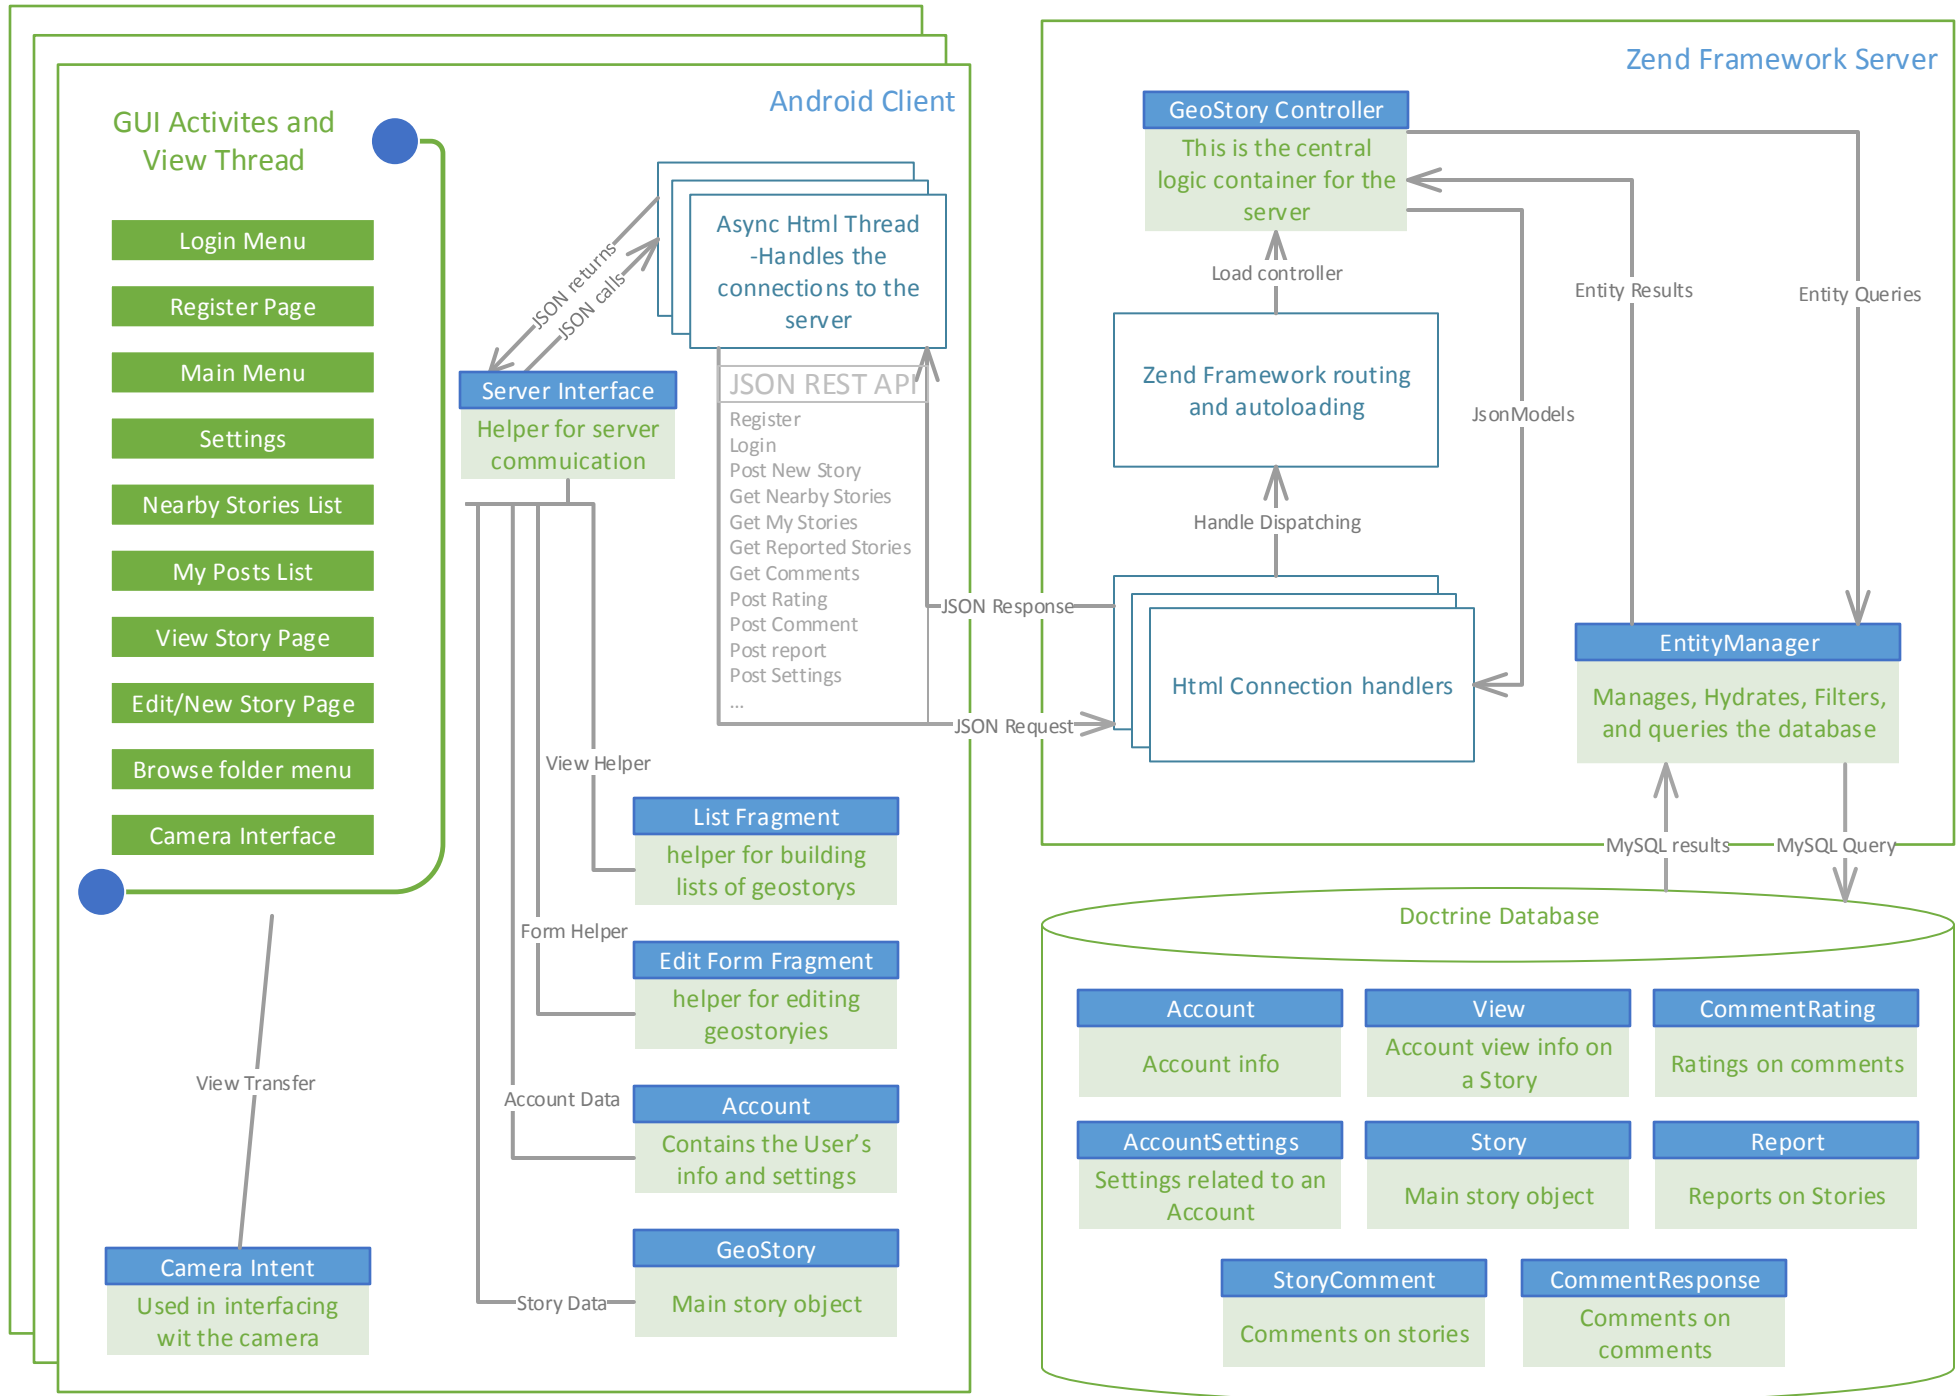 Android Client
GUI Activites and
View Thread
Login Menu
Register Page
Main Menu
Settings
Nearby Stories List
My Posts List
View Story Page
Edit/New Story Page
Browse folder menu
Camera Interface
View Transfer
Camera Intent
Used in interfacing
wit the camera
Async Html Thread
-Handles the
connections to the
server
JSON returns
JSON calls
Server Interface
Helper for server
commuication
JSON REST API
Register
Login
Post New Story
Get Nearby Stories
Get My Stories
Get Reported Stories
Get Comments
Post Rating
Post Comment
Post report
Post Settings
...
JSON Response
JSON Request
View Helper
List Fragment
helper for building
lists of geostorys
Form Helper
Edit Form Fragment
helper for editing
geostoryies
Account Data
Account
Contains the User's
info and settings
Story Data
GeoStory
Main story object
Zend Framework Server
GeoStory Controller
This is the central
logic container for the
server
Load controller
Entity Results
Entity Queries
Zend Framework routing
and autoloading
JsonModels
Handle Dispatching
Html Connection handlers
EntityManager
Manages, Hydrates, Filters,
and queries the database
MySQL results
MySQL Query
Doctrine Database
Account
Account info
View
Account view info on
a Story
CommentRating
Ratings on comments
AccountSettings
Settings related to an
Account
Story
Main story object
Report
Reports on Stories
StoryComment
Comments on stories
CommentResponse
Comments on
comments